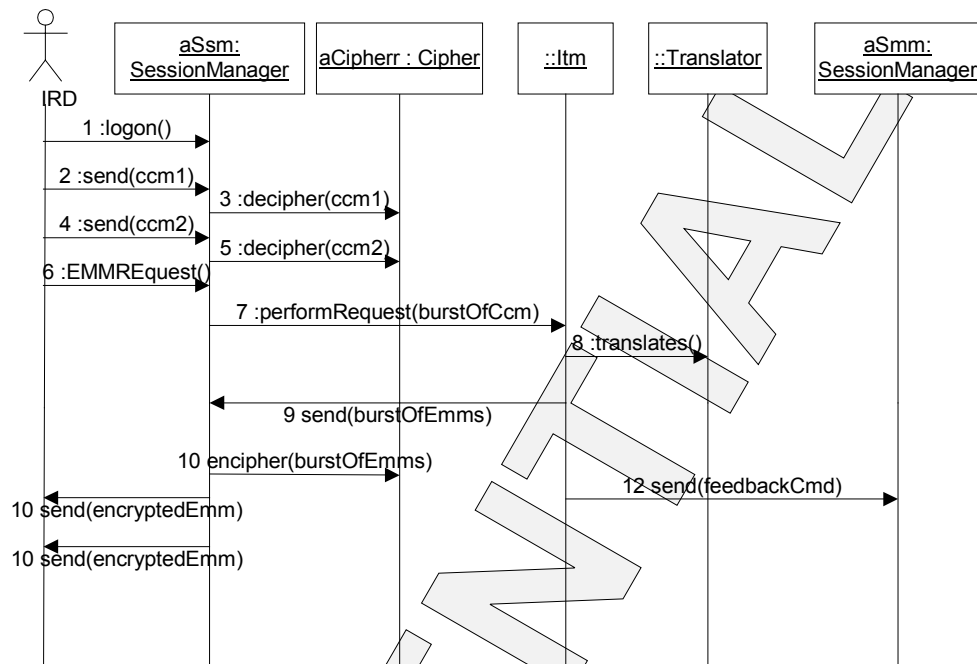 aSsm:
SessionManager
aCipherr : Cipher
::Itm
::Translator
aSmm:
SessionManager
IRD
1 :logon()
2 :send(ccm1)
3 :decipher(ccm1)
4 :send(ccm2)
5 :decipher(ccm2)
6 :EMMREquest()
7 :performRequest(burstOfCcm)
8 :translates()
9 send(burstOfEmms)
10 encipher(burstOfEmms)
12 send(feedbackCmd)
10 send(encryptedEmm)
10 send(encryptedEmm)
NTIAL